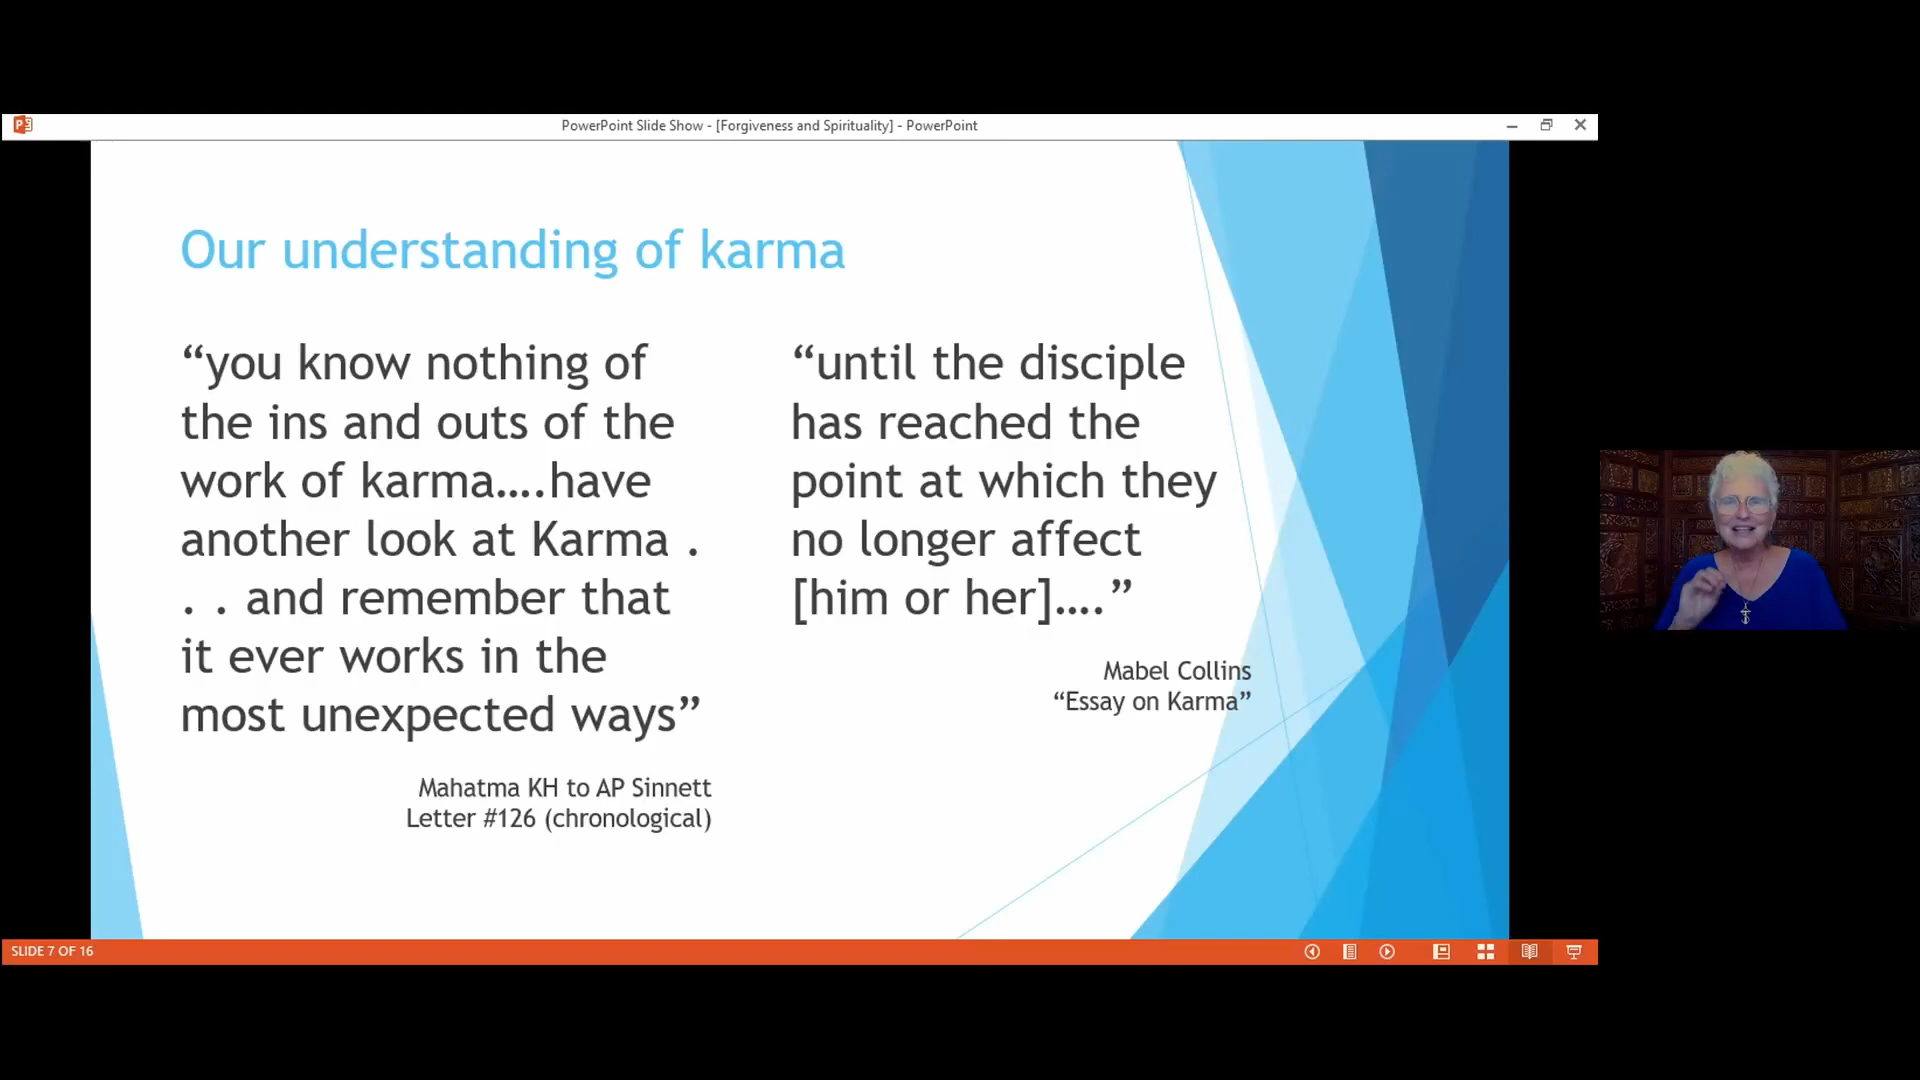 PowerPoint Slide Show - [Forgiveness and Spirituality] - PowerPoint
Our understanding of karma
“you know nothing of
the ins and outs of the
work of karma....have
another look at Karma .
. . and remember that
it ever works in the
most unexpected ways”
Mahatma KH to AP Sinnett
Letter #126 (chronological)
“until the disciple
has reached the
point at which they
no longer affect
[him or her]....”
Mabel Collins
“Essay on Karma”
SLIDE 7 OF 16